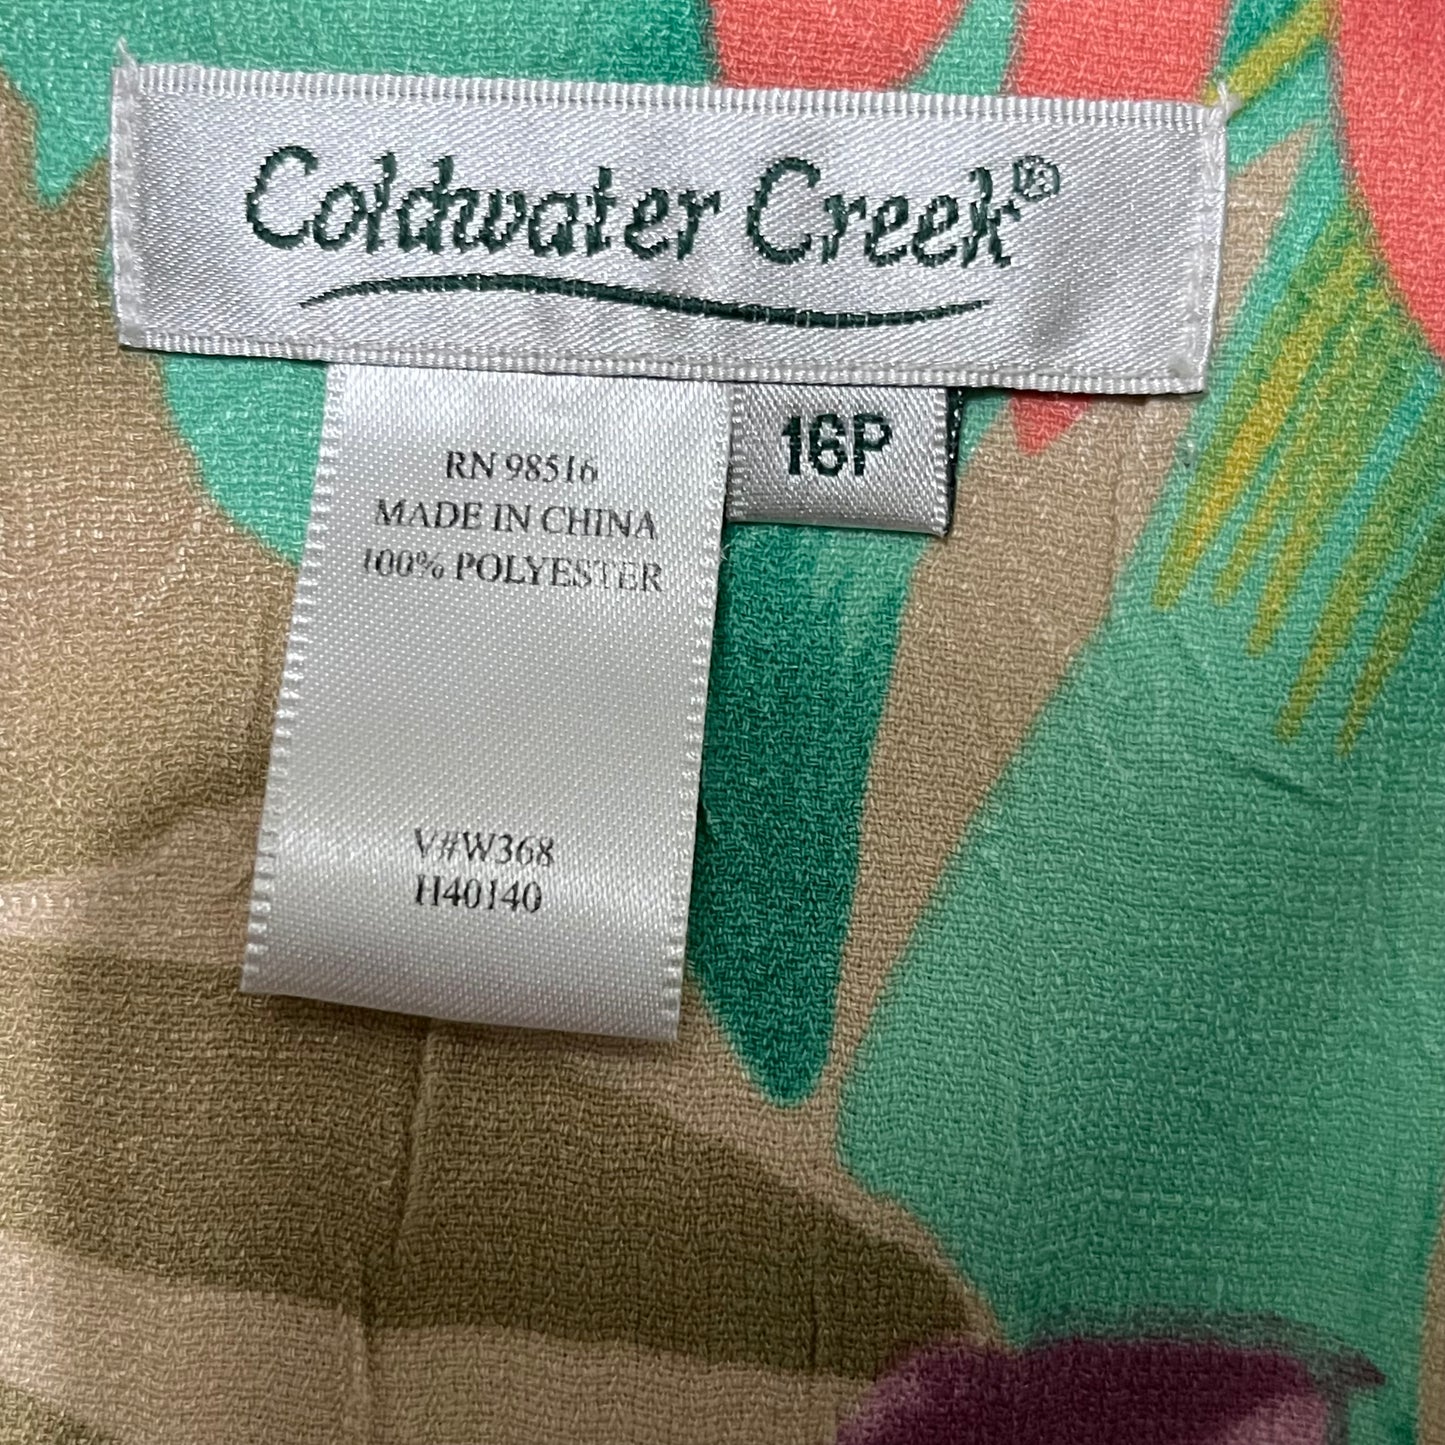 Coldwater Creek®
16P
RN 98516
MADE IN CHINA
100% POLYESTER
V#W368
H40140